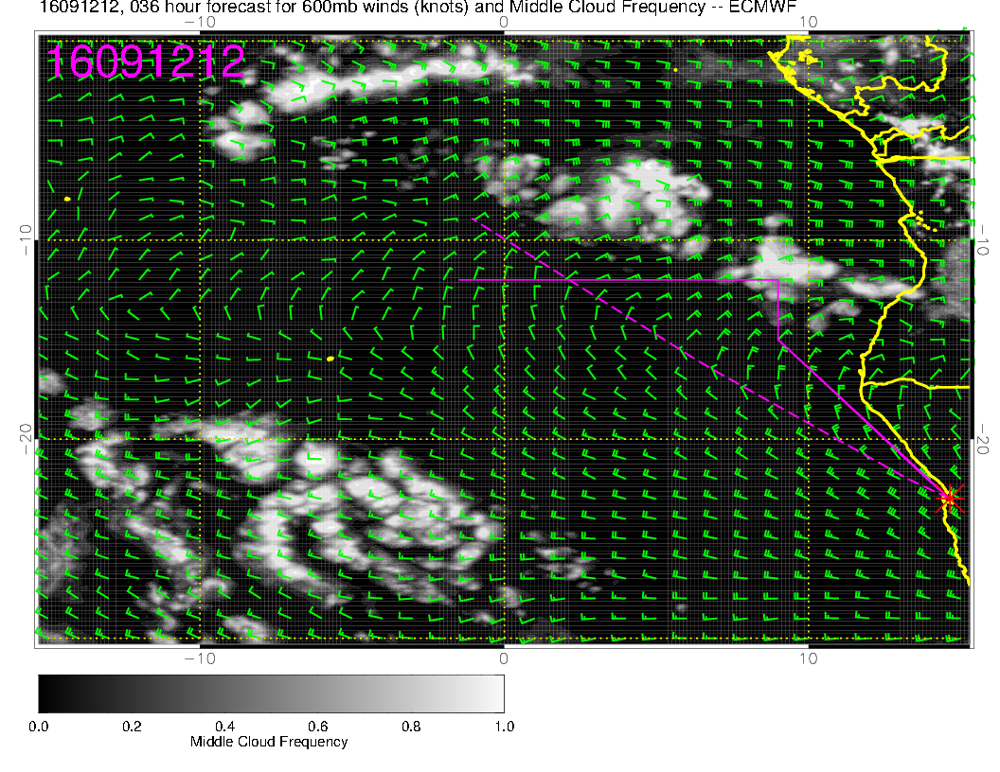 16091212, 036 hour forecast for 600mb winds (knots) and Middle Cloud Frequency -- ECMWF
-10 0 10
16091212
-10 -10
-20 -20
-10 0 10
0.0 0.2 0.4 0.6 0.8 1.0
Middle Cloud Frequency